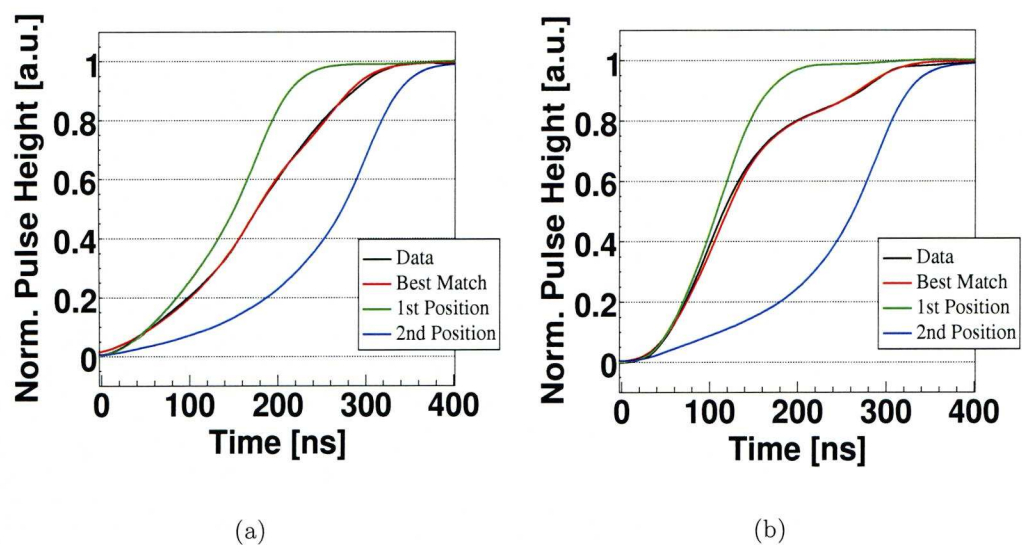 Norm. Pulse Height [a.u.]
1
0.8
0.6
0.4
0.2
0
0 100 200 300 400
Time [ns]
Data
Best Match
1st Position
2nd Position
(a)
Norm. Pulse Height [a.u.]
1
0.8
0.6
0.4
0.2
0
0 100 200 300 400
Time [ns]
Data
Best Match
1st Position
2nd Position
(b)